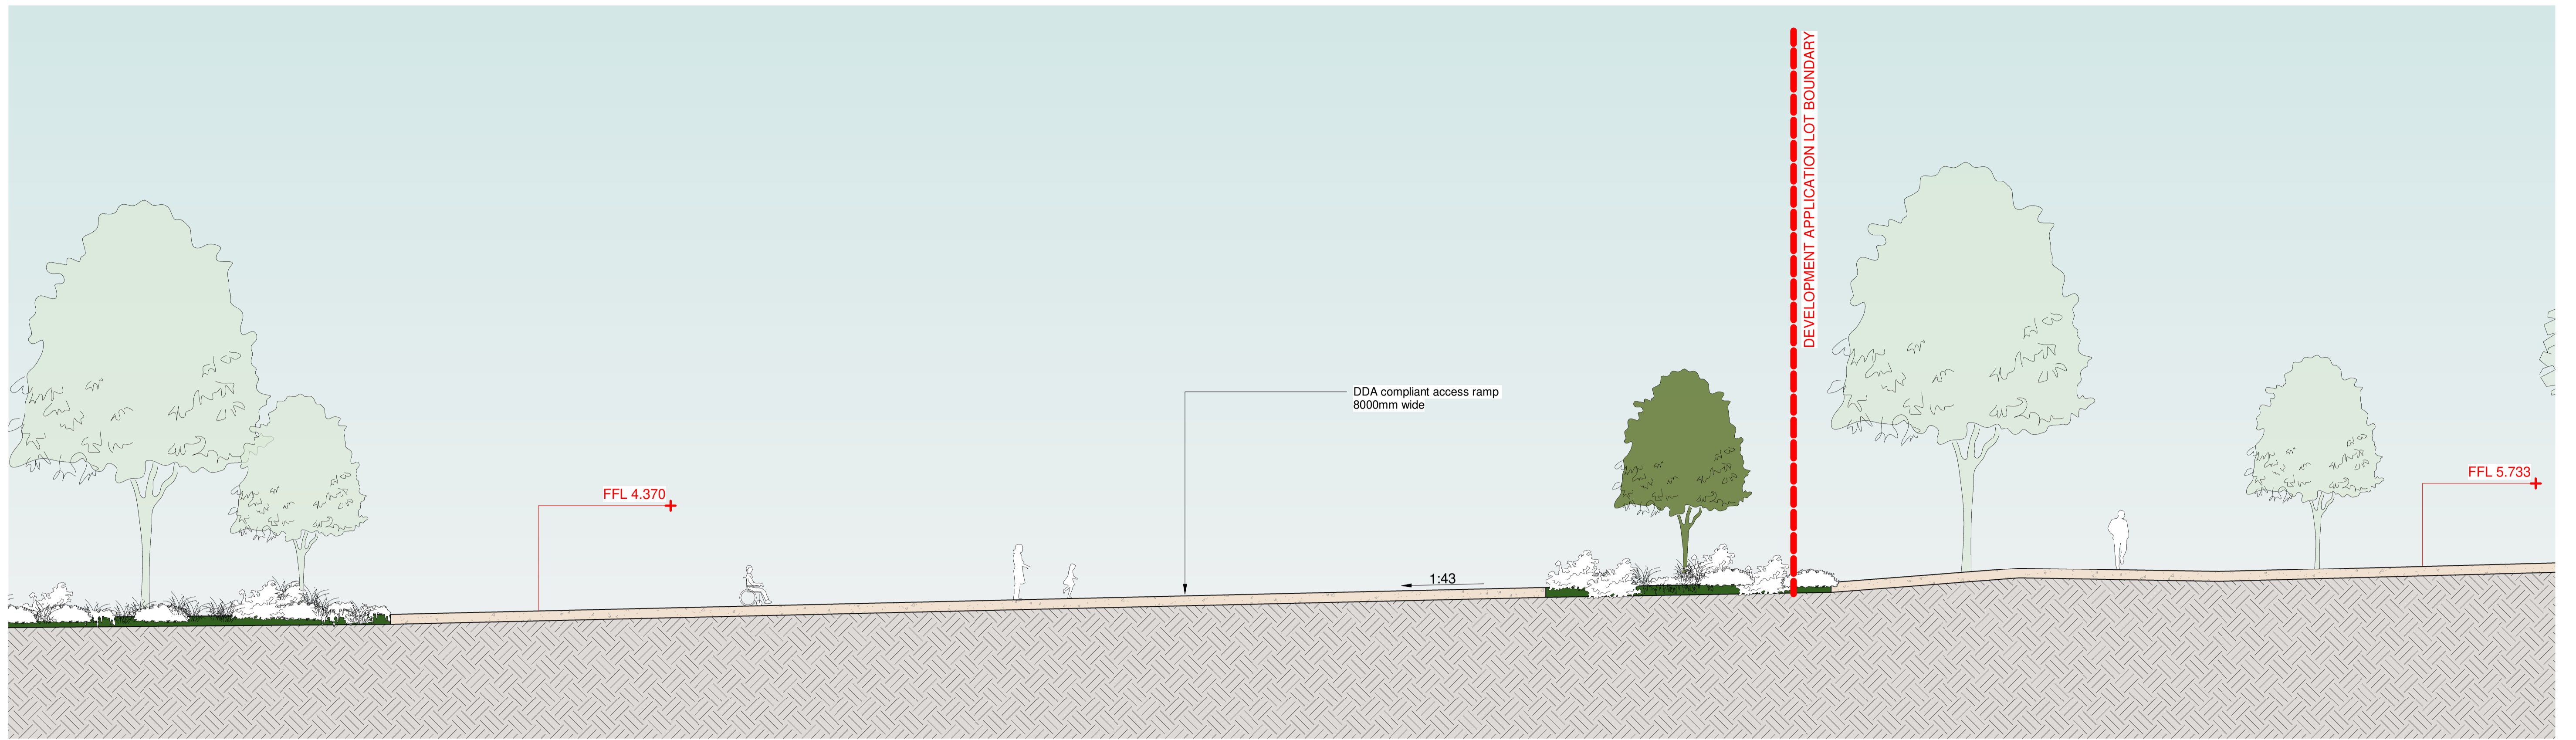 DEVELOPMENT APPLICATION LOT BOUNDARY
DDA compliant access ramp
8000mm wide
FFL 5.733
FFL 4.370
1:43